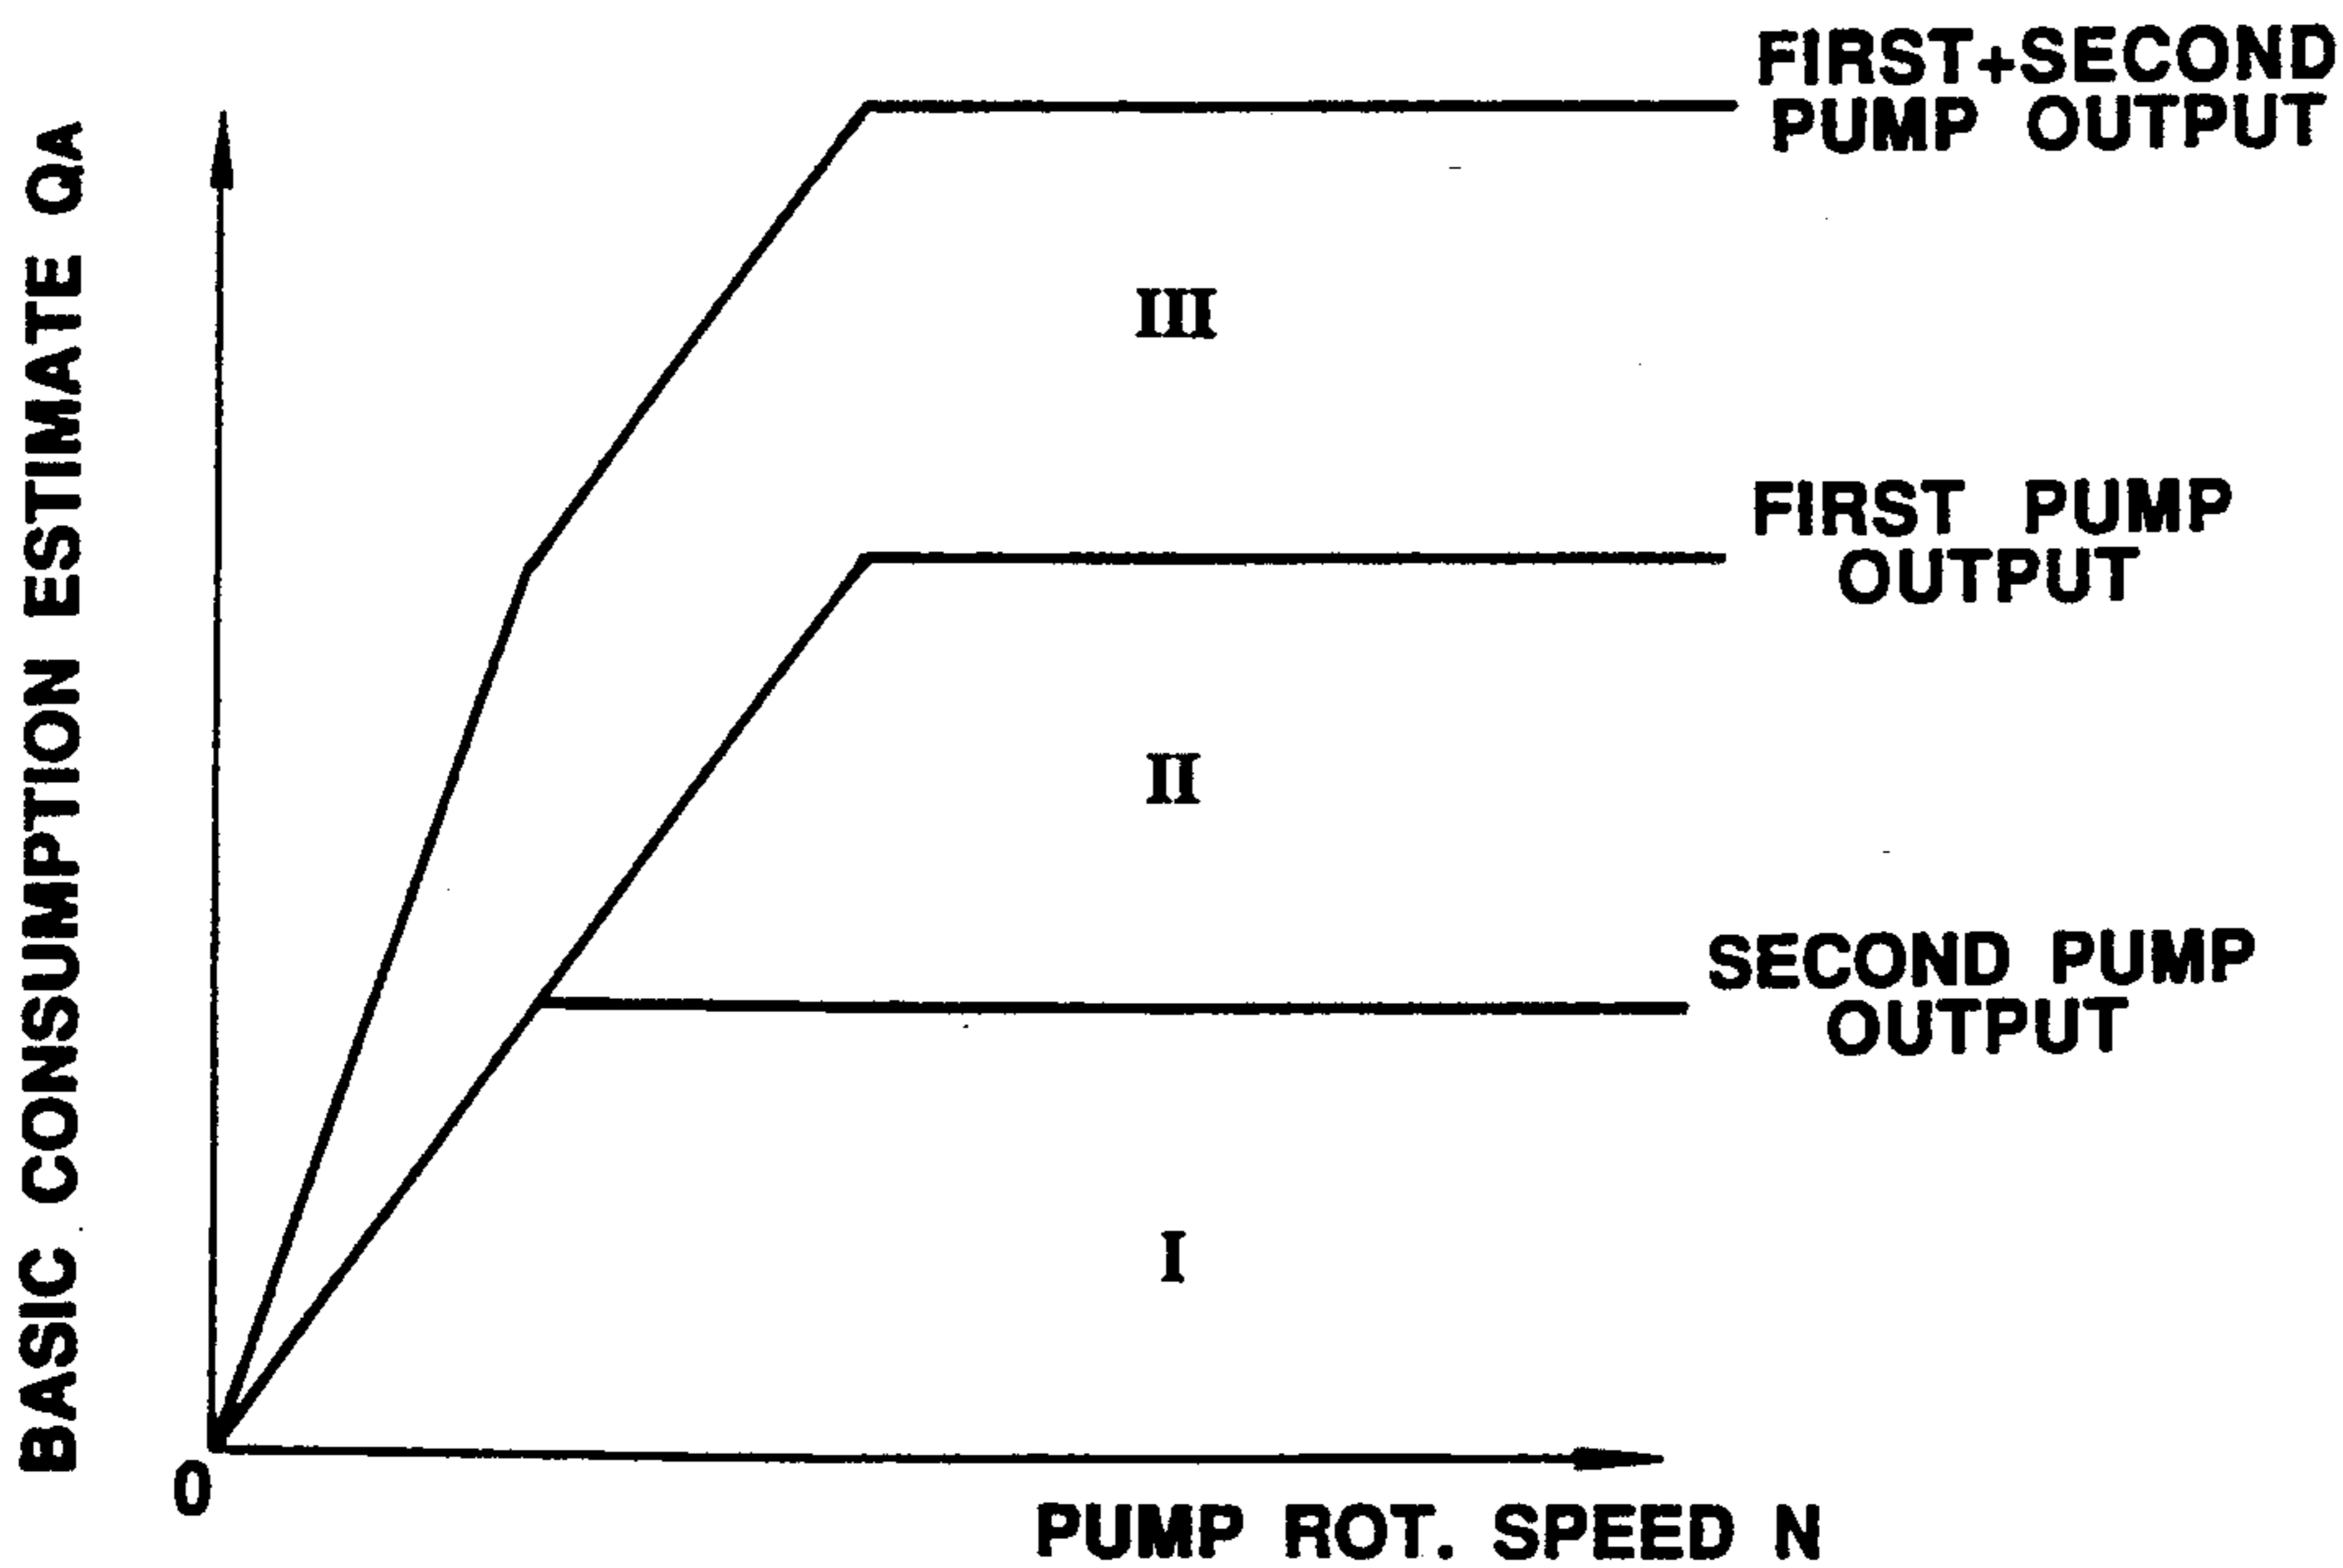 FIRST+SECOND
PUMP OUTPUT
BASIC CONSUMPTION ESTIMATE QA
III
FIRST PUMP
OUTPUT
II
SECOND PUMP
OUTPUT
I
0
PUMP ROT. SPEED N